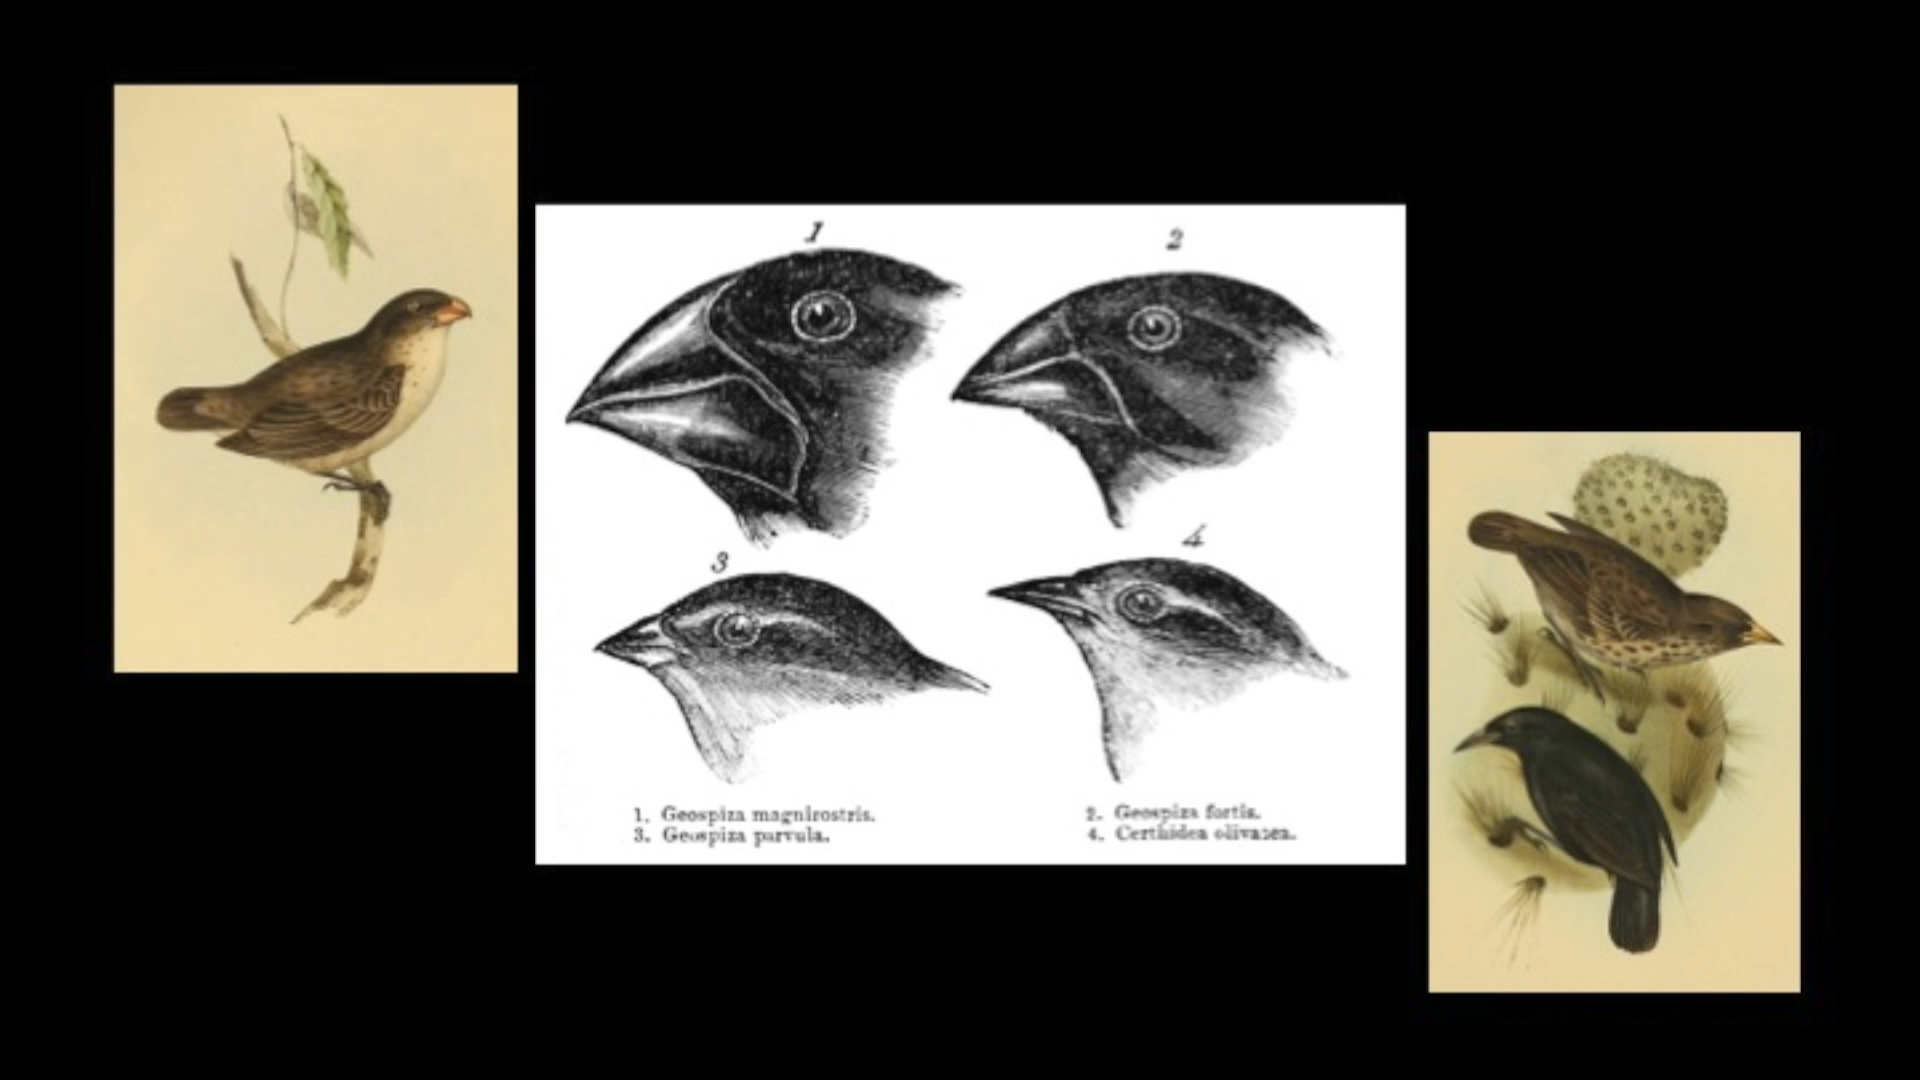 1
2
3
4
1. Geospiza magnirostris.
2. Geospiza fortis.
3. Geospiza parvula.
4. Certhidea olivacea.